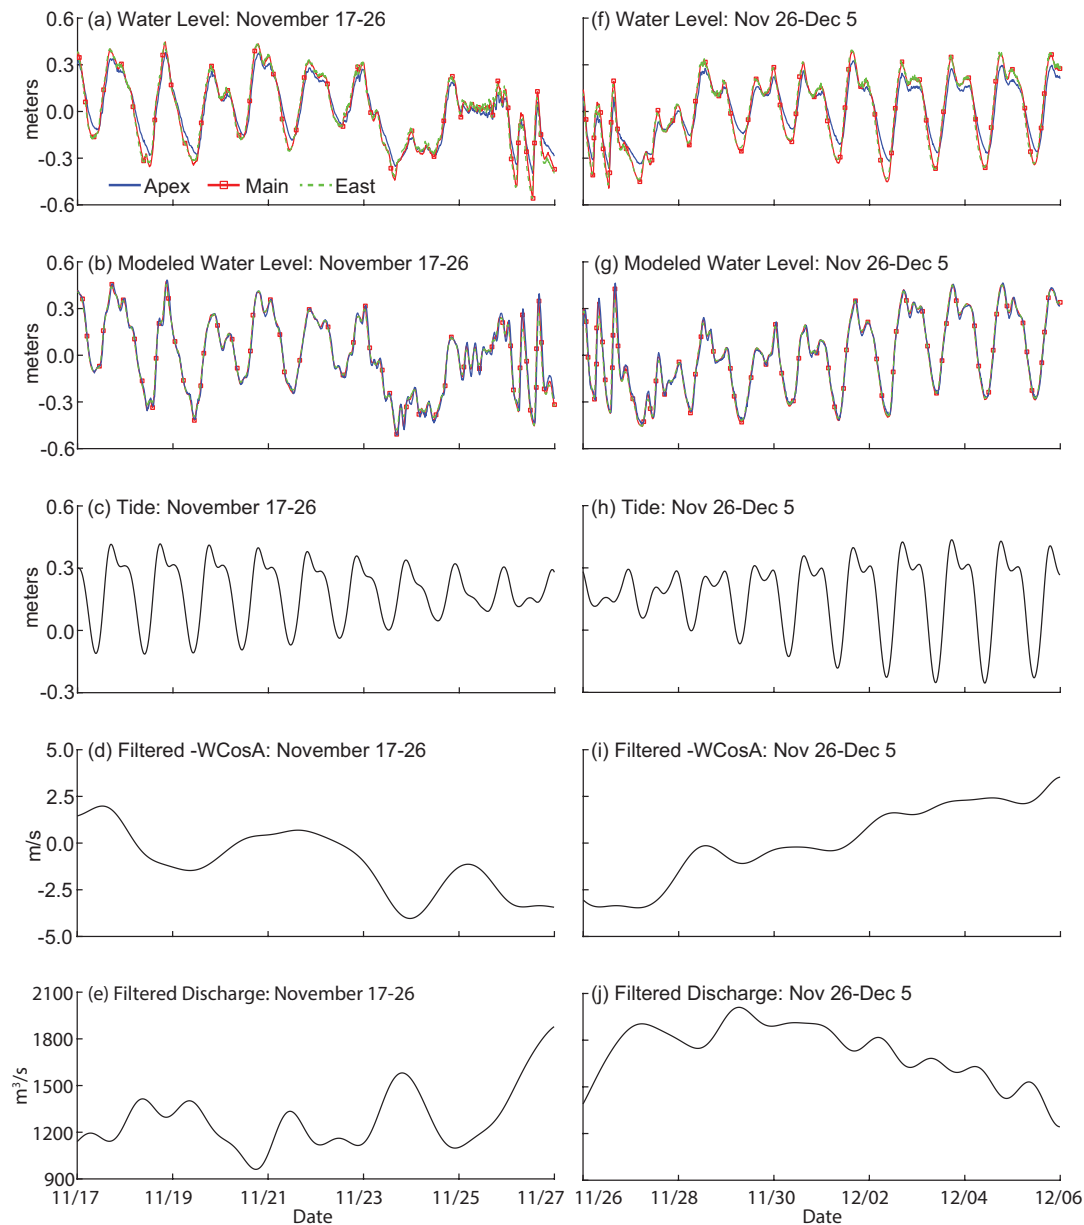 (a) Water Level: November 17-26
(f) Water Level: Nov 26-Dec 5
0.6
0.3
0.0
-0.3
-0.6
meters
Apex Main East
(b) Modeled Water Level: November 17-26
(g) Modeled Water Level: Nov 26-Dec 5
0.6
0.3
0.0
-0.3
-0.6
meters
(c) Tide: November 17-26
(h) Tide: Nov 26-Dec 5
0.6
0.3
0.0
-0.3
meters
(d) Filtered -WCosA: November 17-26
(i) Filtered -WCosA: Nov 26-Dec 5
5.0
2.5
0.0
-2.5
-5.0
m/s
(e) Filtered Discharge: November 17-26
(j) Filtered Discharge: Nov 26-Dec 5
2100
1800
1500
1200
900
m³/s
11/17 11/19 11/21 11/23 11/25 11/27
Date
11/26 11/28 11/30 12/02 12/04 12/06
Date